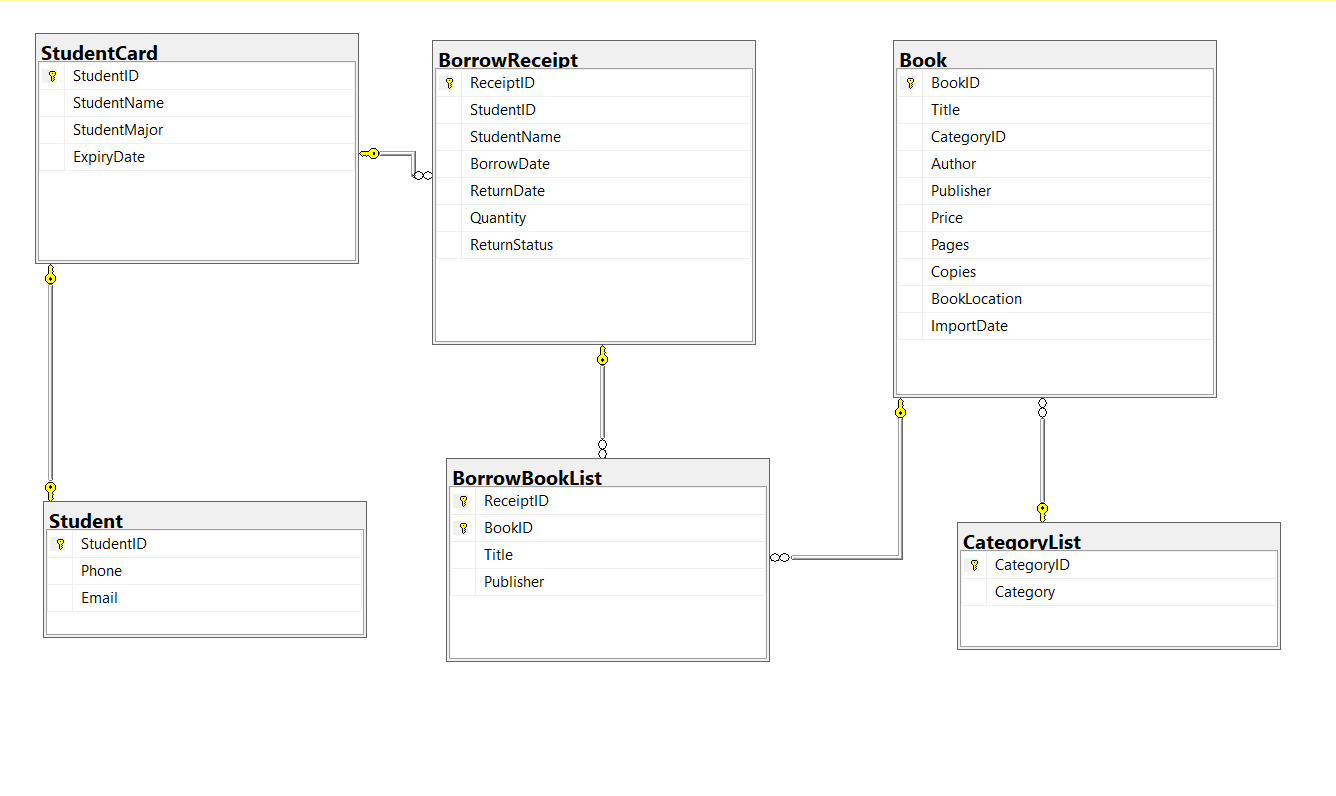 StudentCard
StudentID
StudentName
StudentMajor
ExpiryDate
BorrowReceipt
ReceiptID
StudentID
StudentName
BorrowDate
ReturnDate
Quantity
ReturnStatus
Book
BookID
Title
CategoryID
Author
Publisher
Price
Pages
Copies
BookLocation
ImportDate
Student
StudentID
Phone
Email
BorrowBookList
ReceiptID
BookID
Title
Publisher
CategoryList
CategoryID
Category